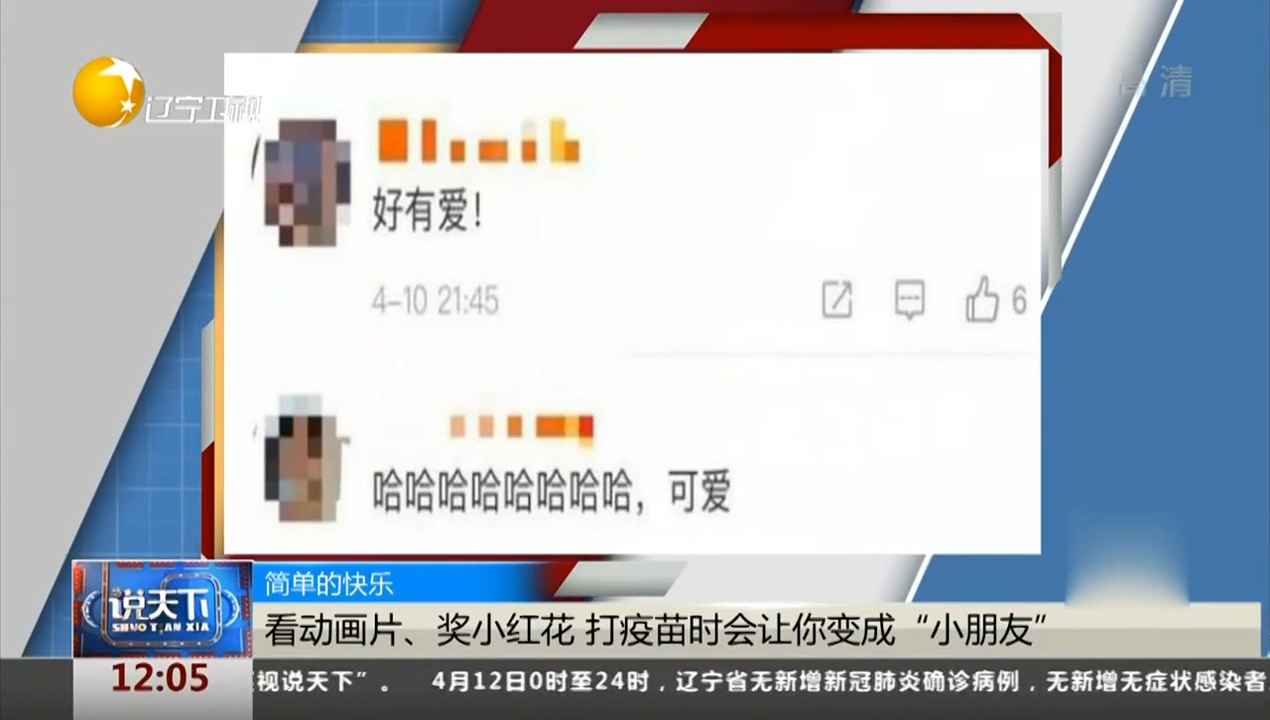 辽宁卫视
高清
好有爱！
4-10 21:45
6
哈哈哈哈哈哈哈哈，可爱
简单的快乐
说天下
SHUO TIAN XIA
看动画片、奖小红花 打疫苗时会让你变成“小朋友”
12:05
视说天下”。 4月12日0时至24时，辽宁省无新增新冠肺炎确诊病例，无新增无症状感染者